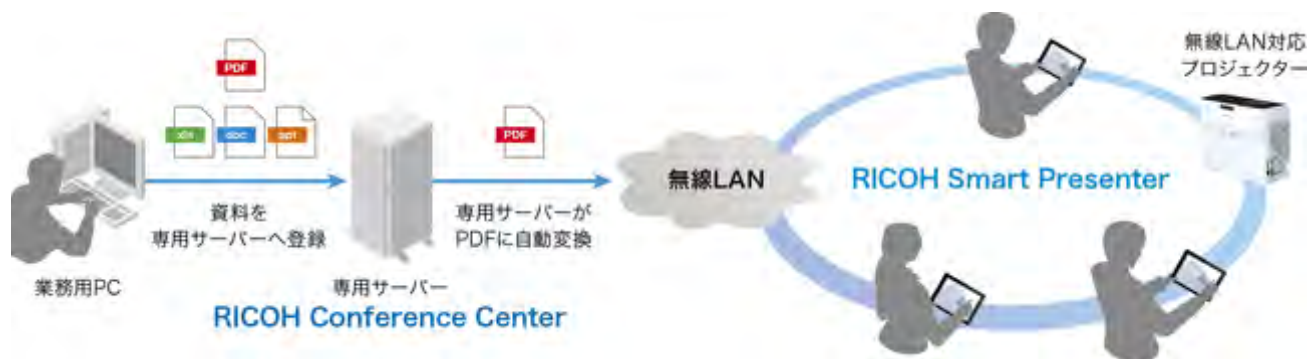 PDF
xls
doc
ppt
資料を
専用サーバーへ登録
業務用PC
専用サーバー
RICOH Conference Center
PDF
専用サーバーが
PDFに自動変換
無線LAN
RICOH Smart Presenter
無線LAN対応
プロジェクター